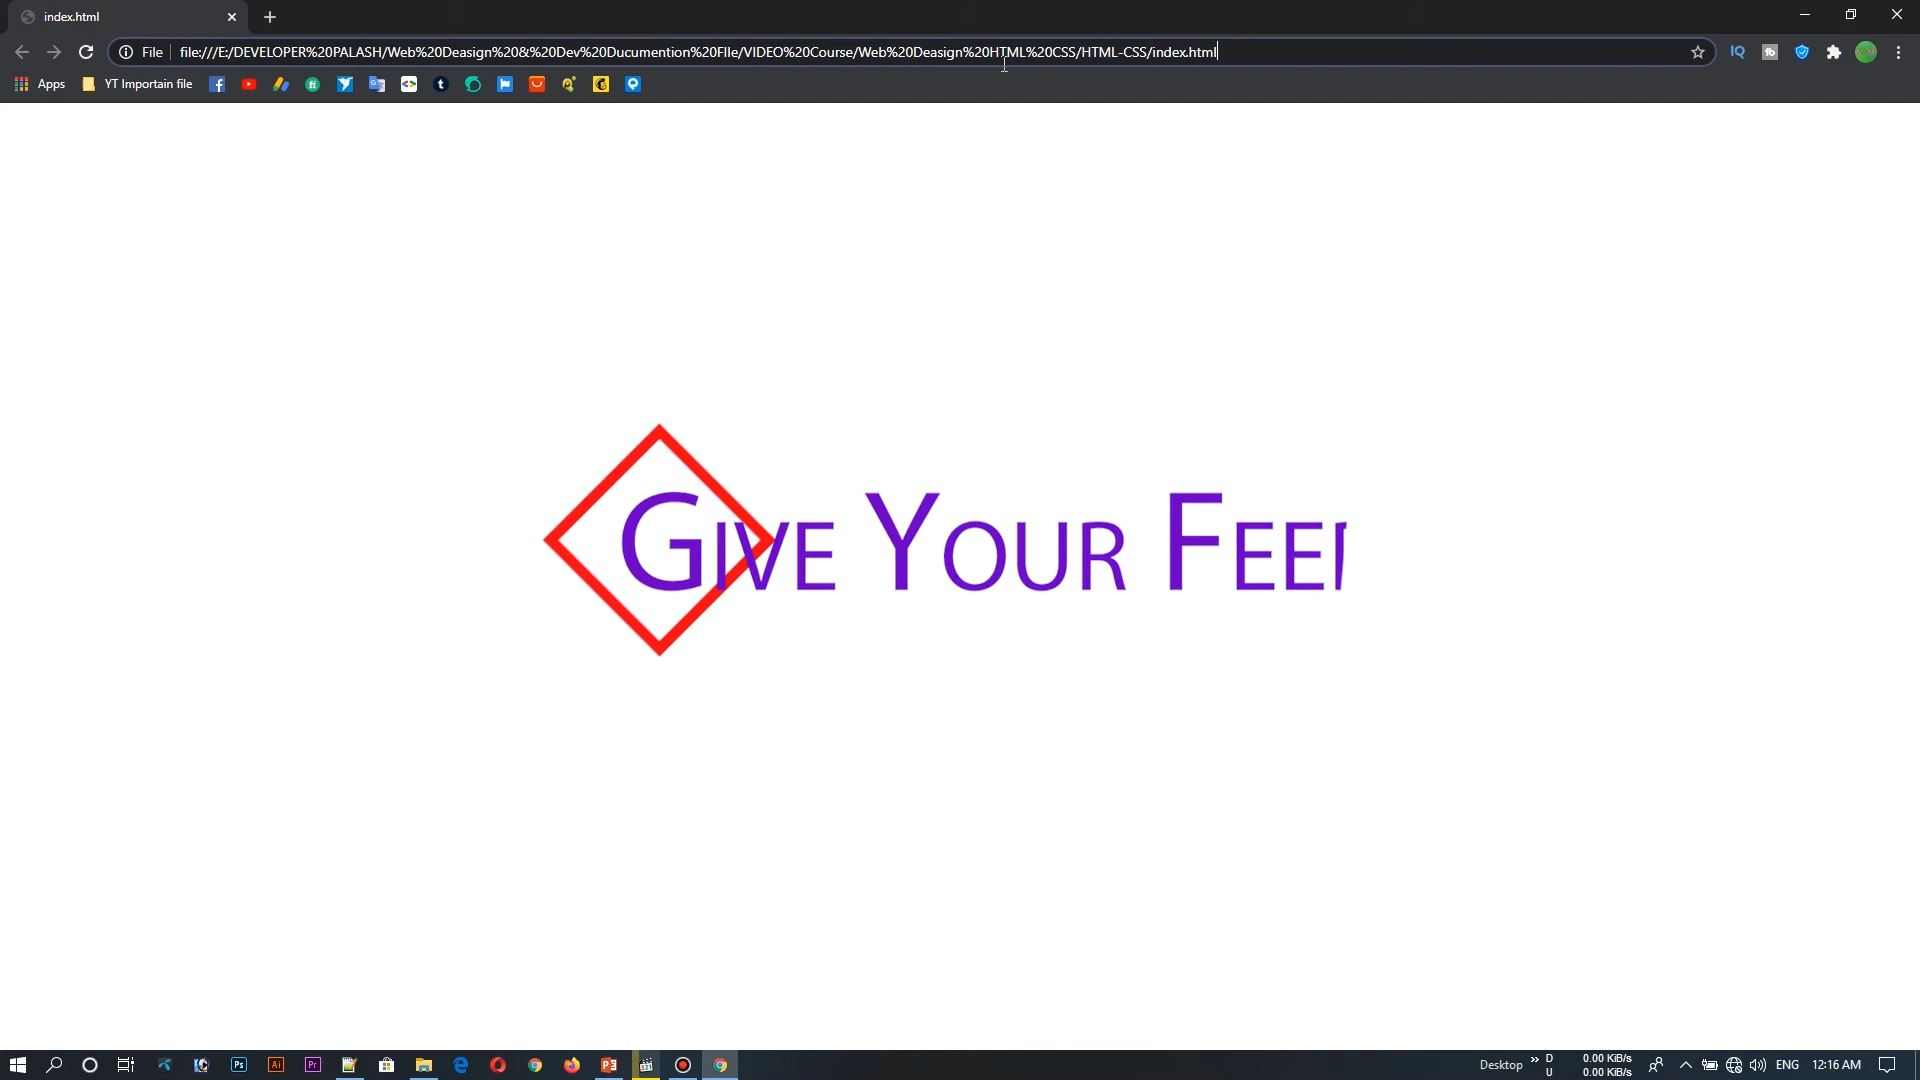 index.html
File
file:///E:/DEVELOPER%20PALASH/Web%20Deasign%20&%20Dev%20Ducumention%20FIle/VIDEO%20Course/Web%20Deasign%20HTML%20CSS/HTML-CSS/index.html
Apps
YT Importain file
GIVE YOUR FEE
Desktop
D 0.00 KiB/s
U 0.00 KiB/s
ENG
12:16 AM